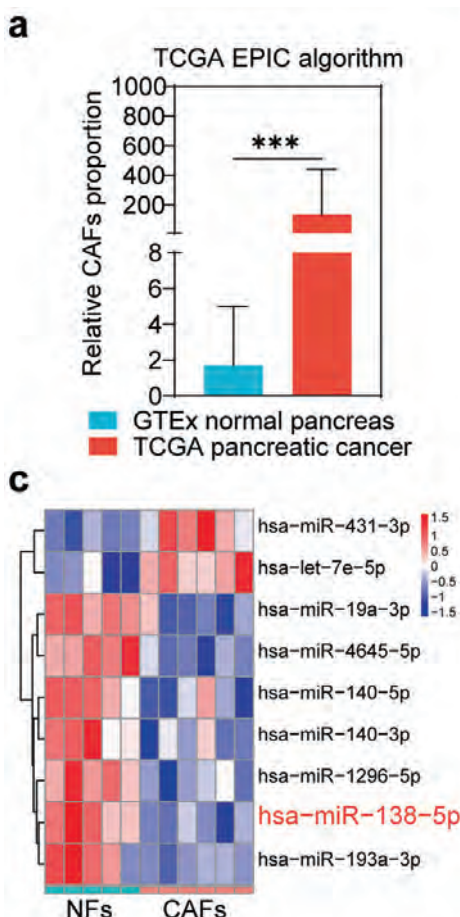 a
TCGA EPIC algorithm
Relative CAFs proportion
1000
800
600
400
200
8
6
4
2
0
***
GTEx normal pancreas
TCGA pancreatic cancer
c
hsa-miR-431-3p
hsa-let-7e-5p
hsa-miR-19a-3p
hsa-miR-4645-5p
hsa-miR-140-5p
hsa-miR-140-3p
hsa-miR-1296-5p
hsa-miR-138-5p
hsa-miR-193a-3p
1.5
1
0.5
0
−0.5
−1
−1.5
NFs CAFs